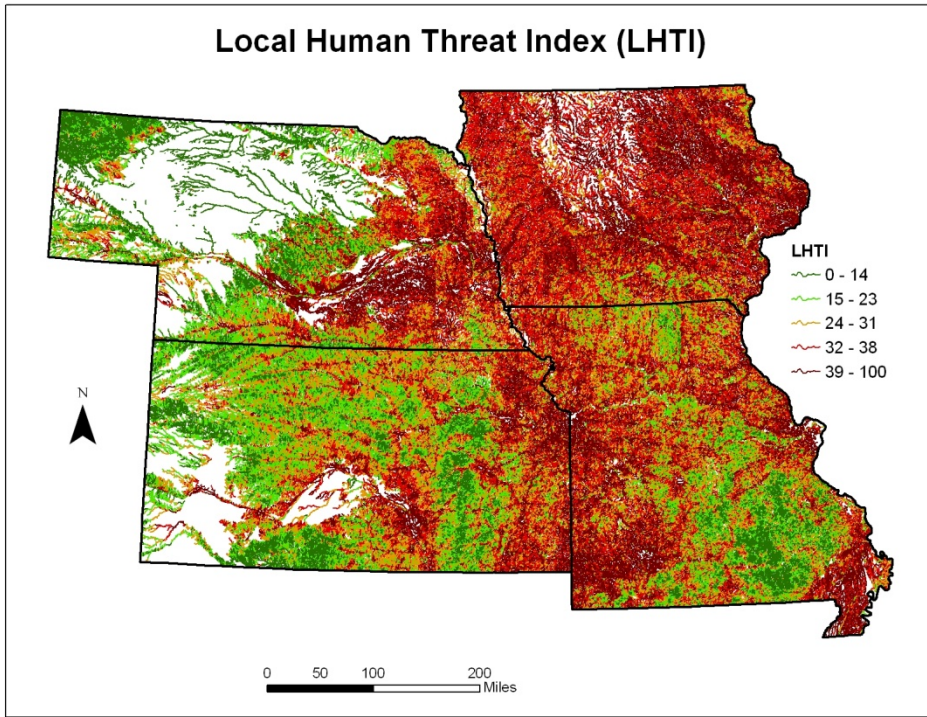 Local Human Threat Index (LHTI)
LHTI
0 - 14
15 - 23
24 - 31
32 - 38
39 - 100
N
0 50 100 200
Miles